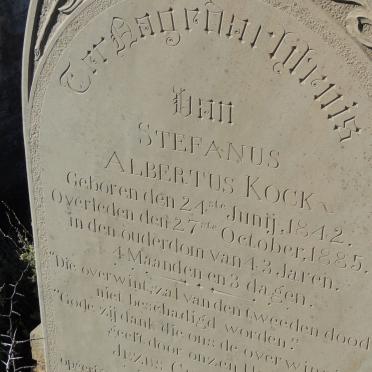 Ter Nagedachtenis
Van
STEFANUS
ALBERTUS KOCK
Geboren den 24ste Junij, 1842.
Overleden den 27ste October, 1885.
in den ouderdom van 43 Jaren.
4 Maanden en 3 dagen.
"Die overwint, zal van den tweeden dood
niet beschadigd worden."
"Gode zij dank die ons de overwin
geeft door onzen H
Jezus C